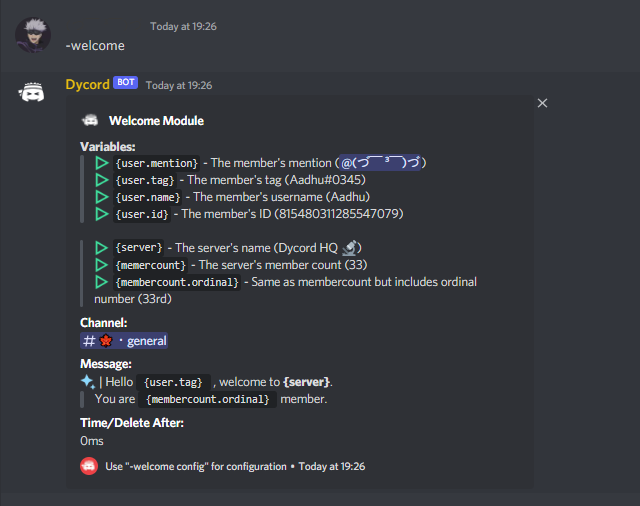 Today at 19:26
-welcome
Dycord BOT Today at 19:26
Welcome Module
Variables:
{user.mention} - The member's mention (@(づ ̄ ³ ̄)づ)
{user.tag} - The member's tag (Aadhu#0345)
{user.name} - The member's username (Aadhu)
{user.id} - The member's ID (815480311285547079)
{server} - The server's name (Dycord HQ 🔬)
{memercount} - The server's member count (33)
{membercount.ordinal} - Same as membercount but includes ordinal
number (33rd)
Channel:
# ・general
Message:
| Hello {user.tag} , welcome to {server}.
You are {membercount.ordinal} member.
Time/Delete After:
0ms
Use "-welcome config" for configuration • Today at 19:26